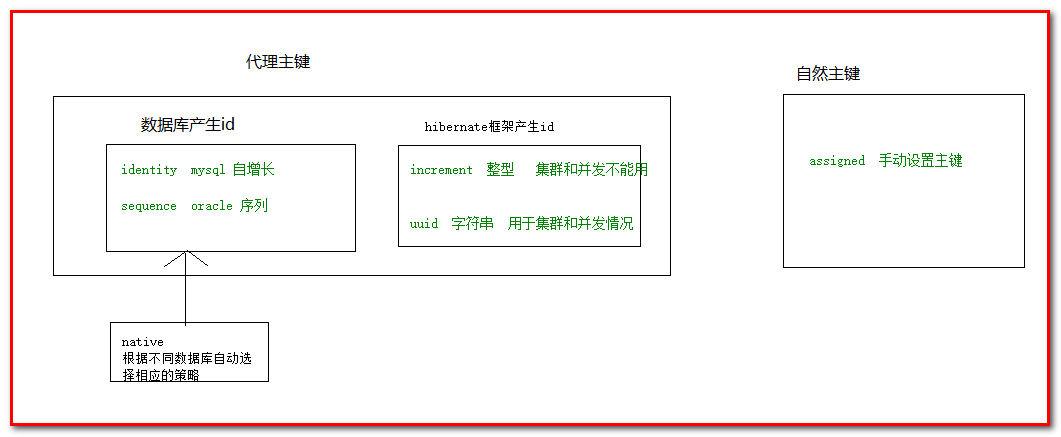 代理主键
自然主键
数据库产生id
hibernate框架产生id
identity mysql 自增长
sequence oracle 序列
increment 整型 集群和并发不能用
uuid 字符串 用于集群和并发情况
assigned 手动设置主键
native
根据不同数据库自动选
择相应的策略